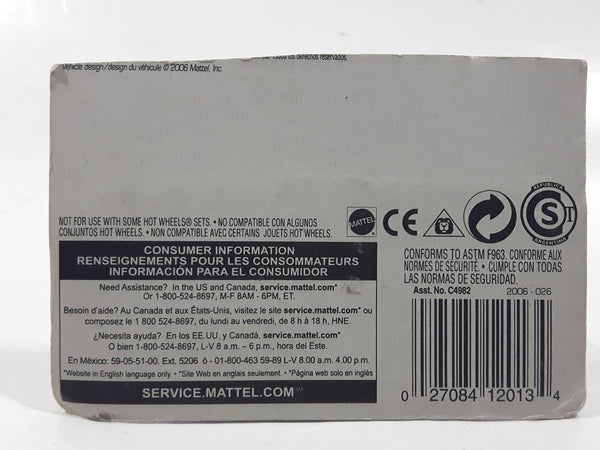 Todos los derechos reservados.
Vehicle design/design du véhicule © 2006 Mattel, Inc.
NOT FOR USE WITH SOME HOT WHEELS® SETS. • NO COMPATIBLE CON ALGUNOS
CONJUNTOS HOT WHEELS. • NON COMPATIBLE AVEC CERTAINS JOUETS HOT WHEELS.
MATTEL
CE
REPUBLICA
S
ARGENTINA
CONFORMS TO ASTM F963. CONFORME AUX
NORMES DE SÉCURITÉ. • CUMPLE CON TODAS
LAS NORMAS DE SEGURIDAD.
CONSUMER INFORMATION
RENSEIGNEMENTS POUR LES CONSOMMATEURS
INFORMACIÓN PARA EL CONSUMIDOR
Need Assistance? In the US and Canada, service.mattel.com*
Or 1-800-524-8697, M-F 8AM - 6PM, ET.
Besoin d'aide? Au Canada et aux États-Unis, visitez le site service.mattel.com* ou
composez le 1 800 524-8697, du lundi au vendredi, de 8 h à 18 h, HNE.
¿Necesita ayuda? En los EE.UU. y Canadá, service.mattel.com*
O bien 1-800-524-8697, L-V 8 a.m. – 6 p.m., hora del Este.
En México: 59-05-51-00. Ext. 5206 ó - 01-800-463 59-89 L-V 8.00 a.m. 4.00 p.m.
*Website in English language only. • *Site Web en anglais seulement. • *Página web solo en inglés
SERVICE.MATTEL.COM℠
Asst. No. C4982 2006 - 026
0 27084 12013 4